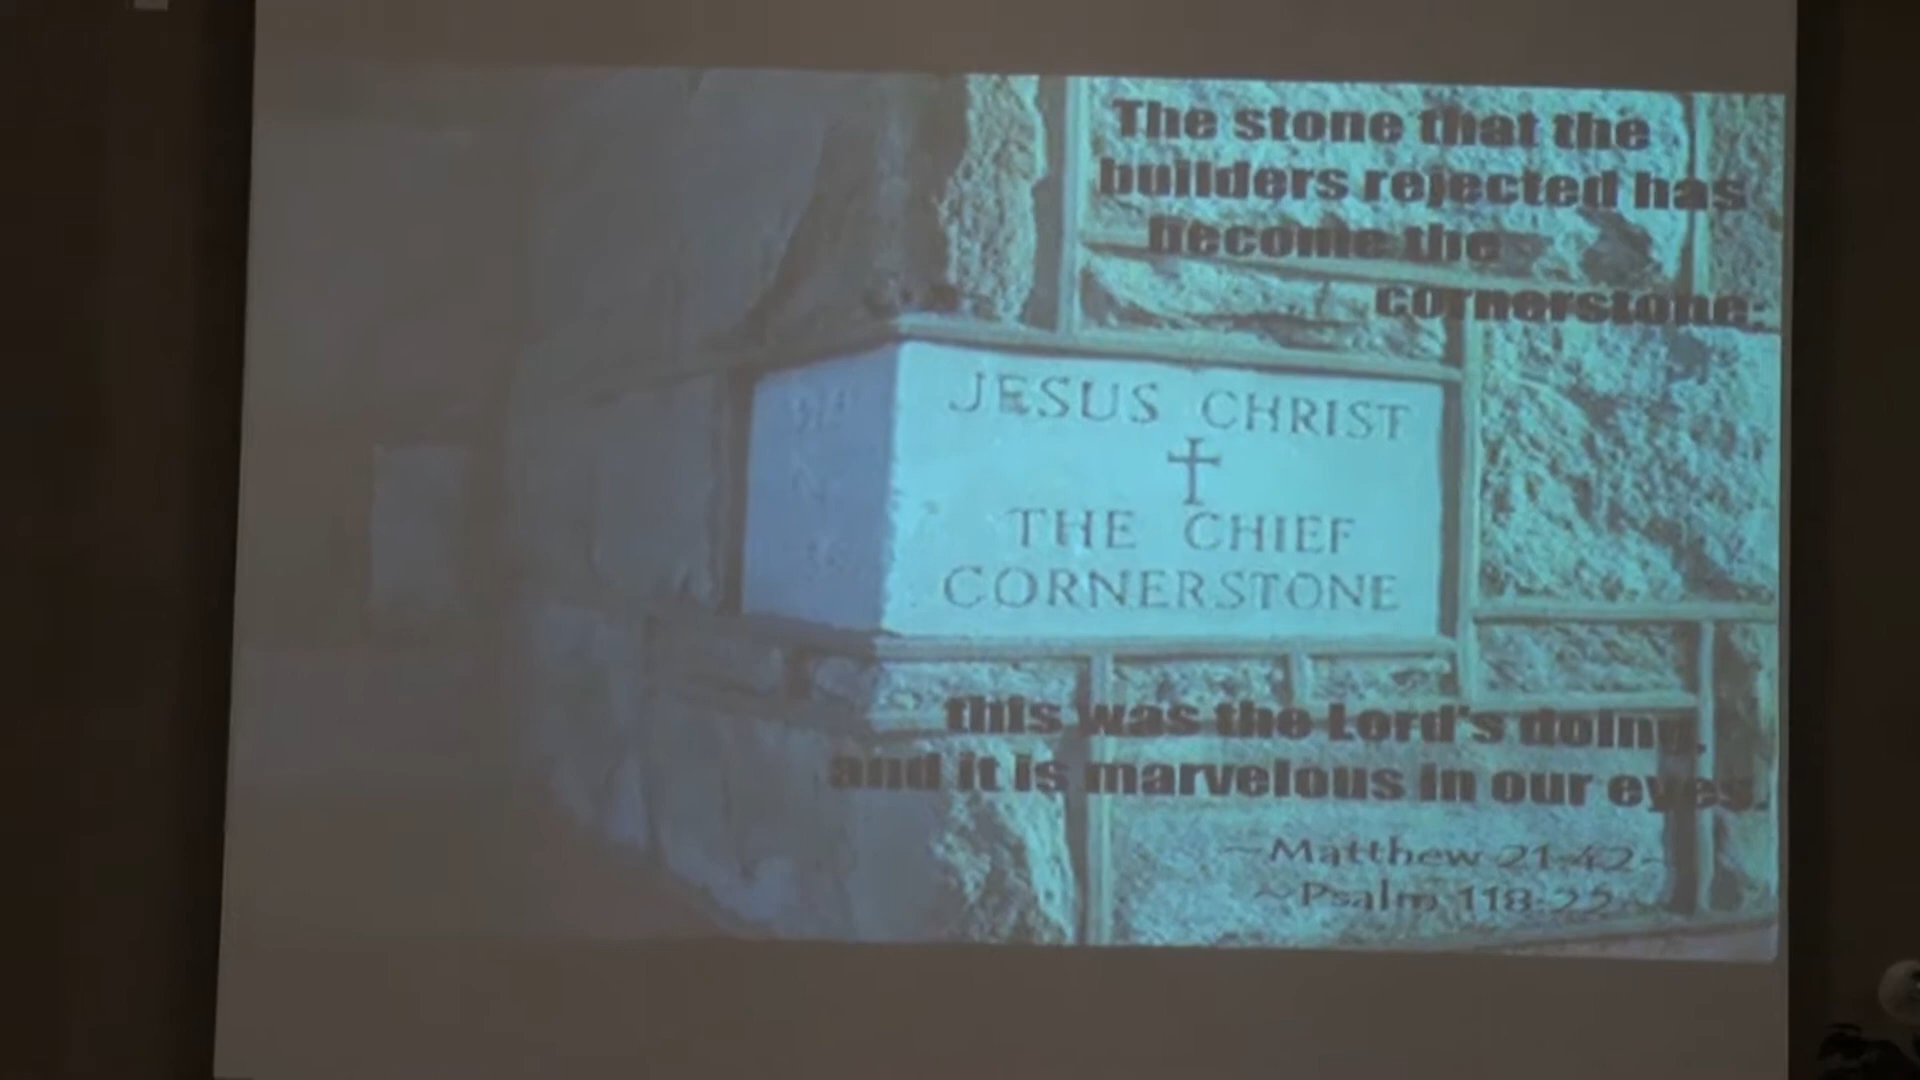 The stone that the
builders rejected has
become the
cornerstone;
JESUS CHRIST
THE CHIEF
CORNERSTONE
this was the Lord's doing,
and it is marvelous in our eyes.
~Matthew 21:42~
~Psalm 118:22~